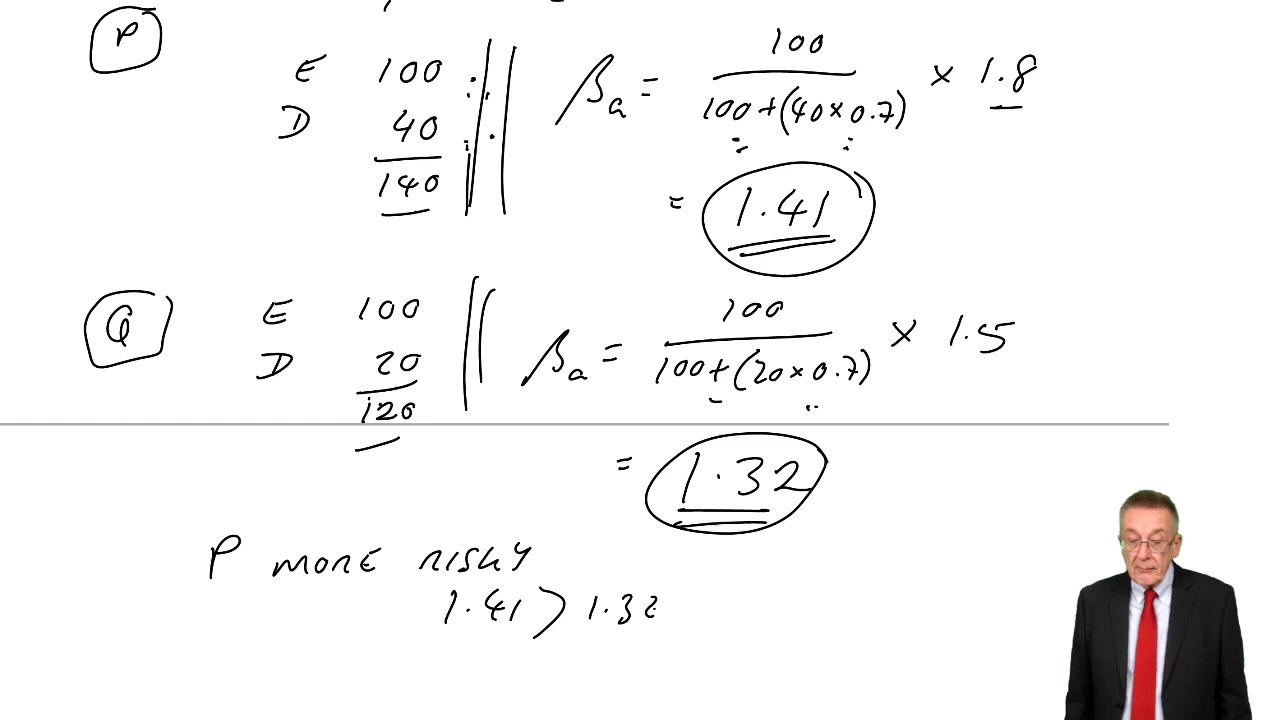 P
E 100
D 40
140
βa = 100 / 100+(40×0.7) × 1.8
= 1.41
Q
E 100
D 20
120
βa = 100 / 100+(20×0.7) × 1.5
= 1.32
P MORE RISKY
1.41 > 1.32